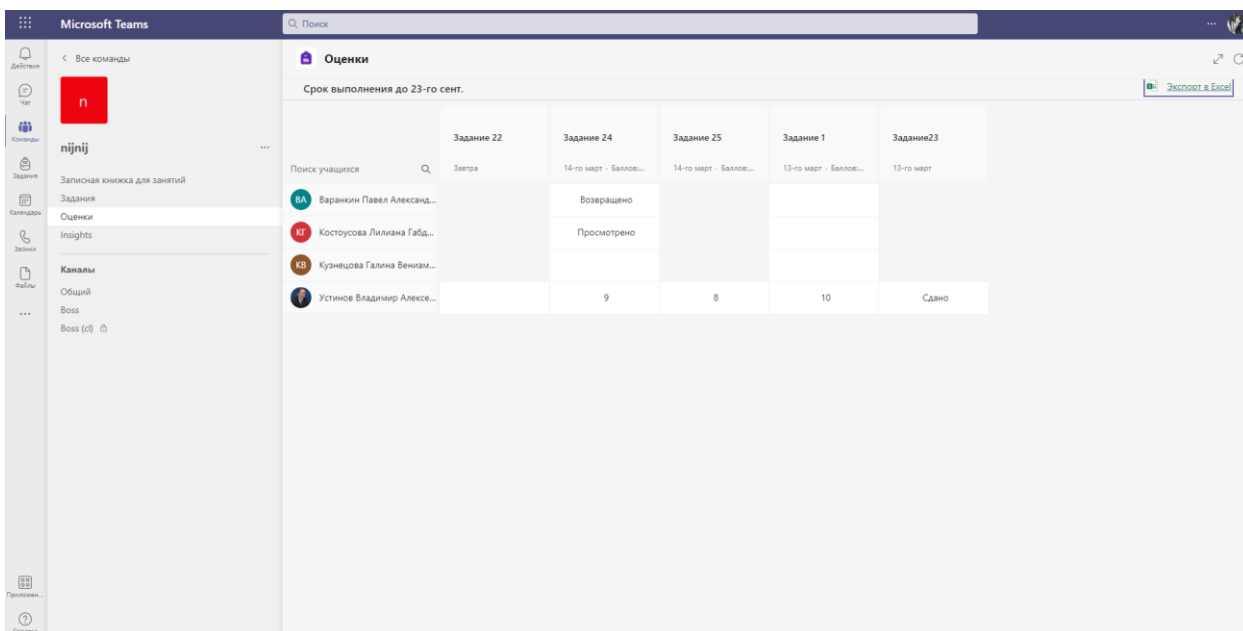 Microsoft Teams
Поиск
...
Действия
Чат
Команды
Задания
Календарь
Звонки
Файлы
...
Приложен...
Все команды
n
nijnij
...
Записная книжка для занятий
Задания
Оценки
Insights
Каналы
Общий
Boss
Boss (cl)
Оценки
Срок выполнения до 23-го сент.
Экспорт в Excel
Задание 22 Задание 24 Задание 25 Задание 1 Задание23
Поиск учащихся Завтра 14-го март - Баллов:... 14-го март - Баллов:... 13-го март - Баллов:... 13-го март
ВА Варанкин Павел Александ... Возвращено
КГ Костоусова Лилиана Габд... Просмотрено
КВ Кузнецова Галина Вениам...
Устинов Владимир Алексе... 9 8 10 Сдано